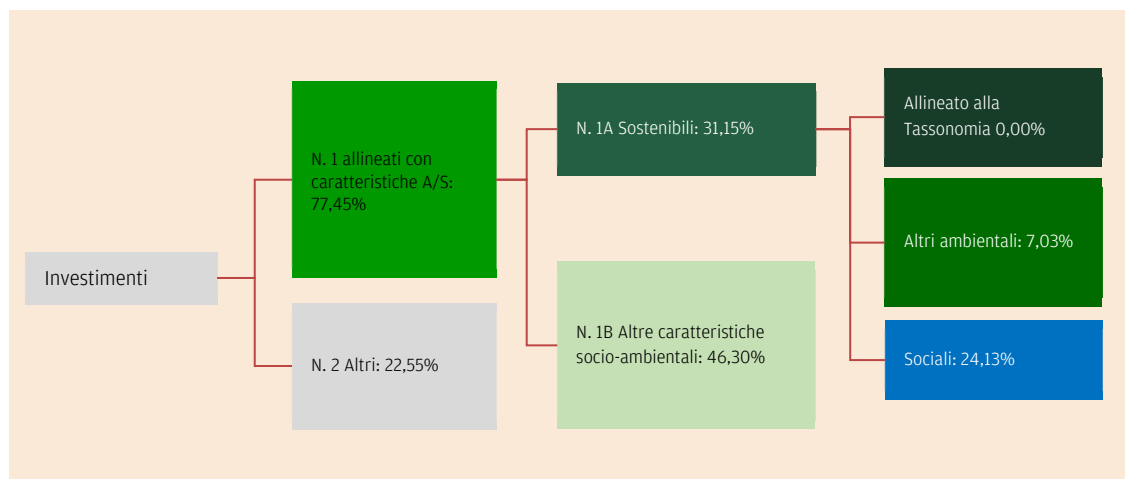 Investimenti
N. 1 allineati con
caratteristiche A/S:
77,45%
N. 2 Altri: 22,55%
N. 1A Sostenibili: 31,15%
N. 1B Altre caratteristiche
socio-ambientali: 46,30%
Allineato alla
Tassonomia 0,00%
Altri ambientali: 7,03%
Sociali: 24,13%